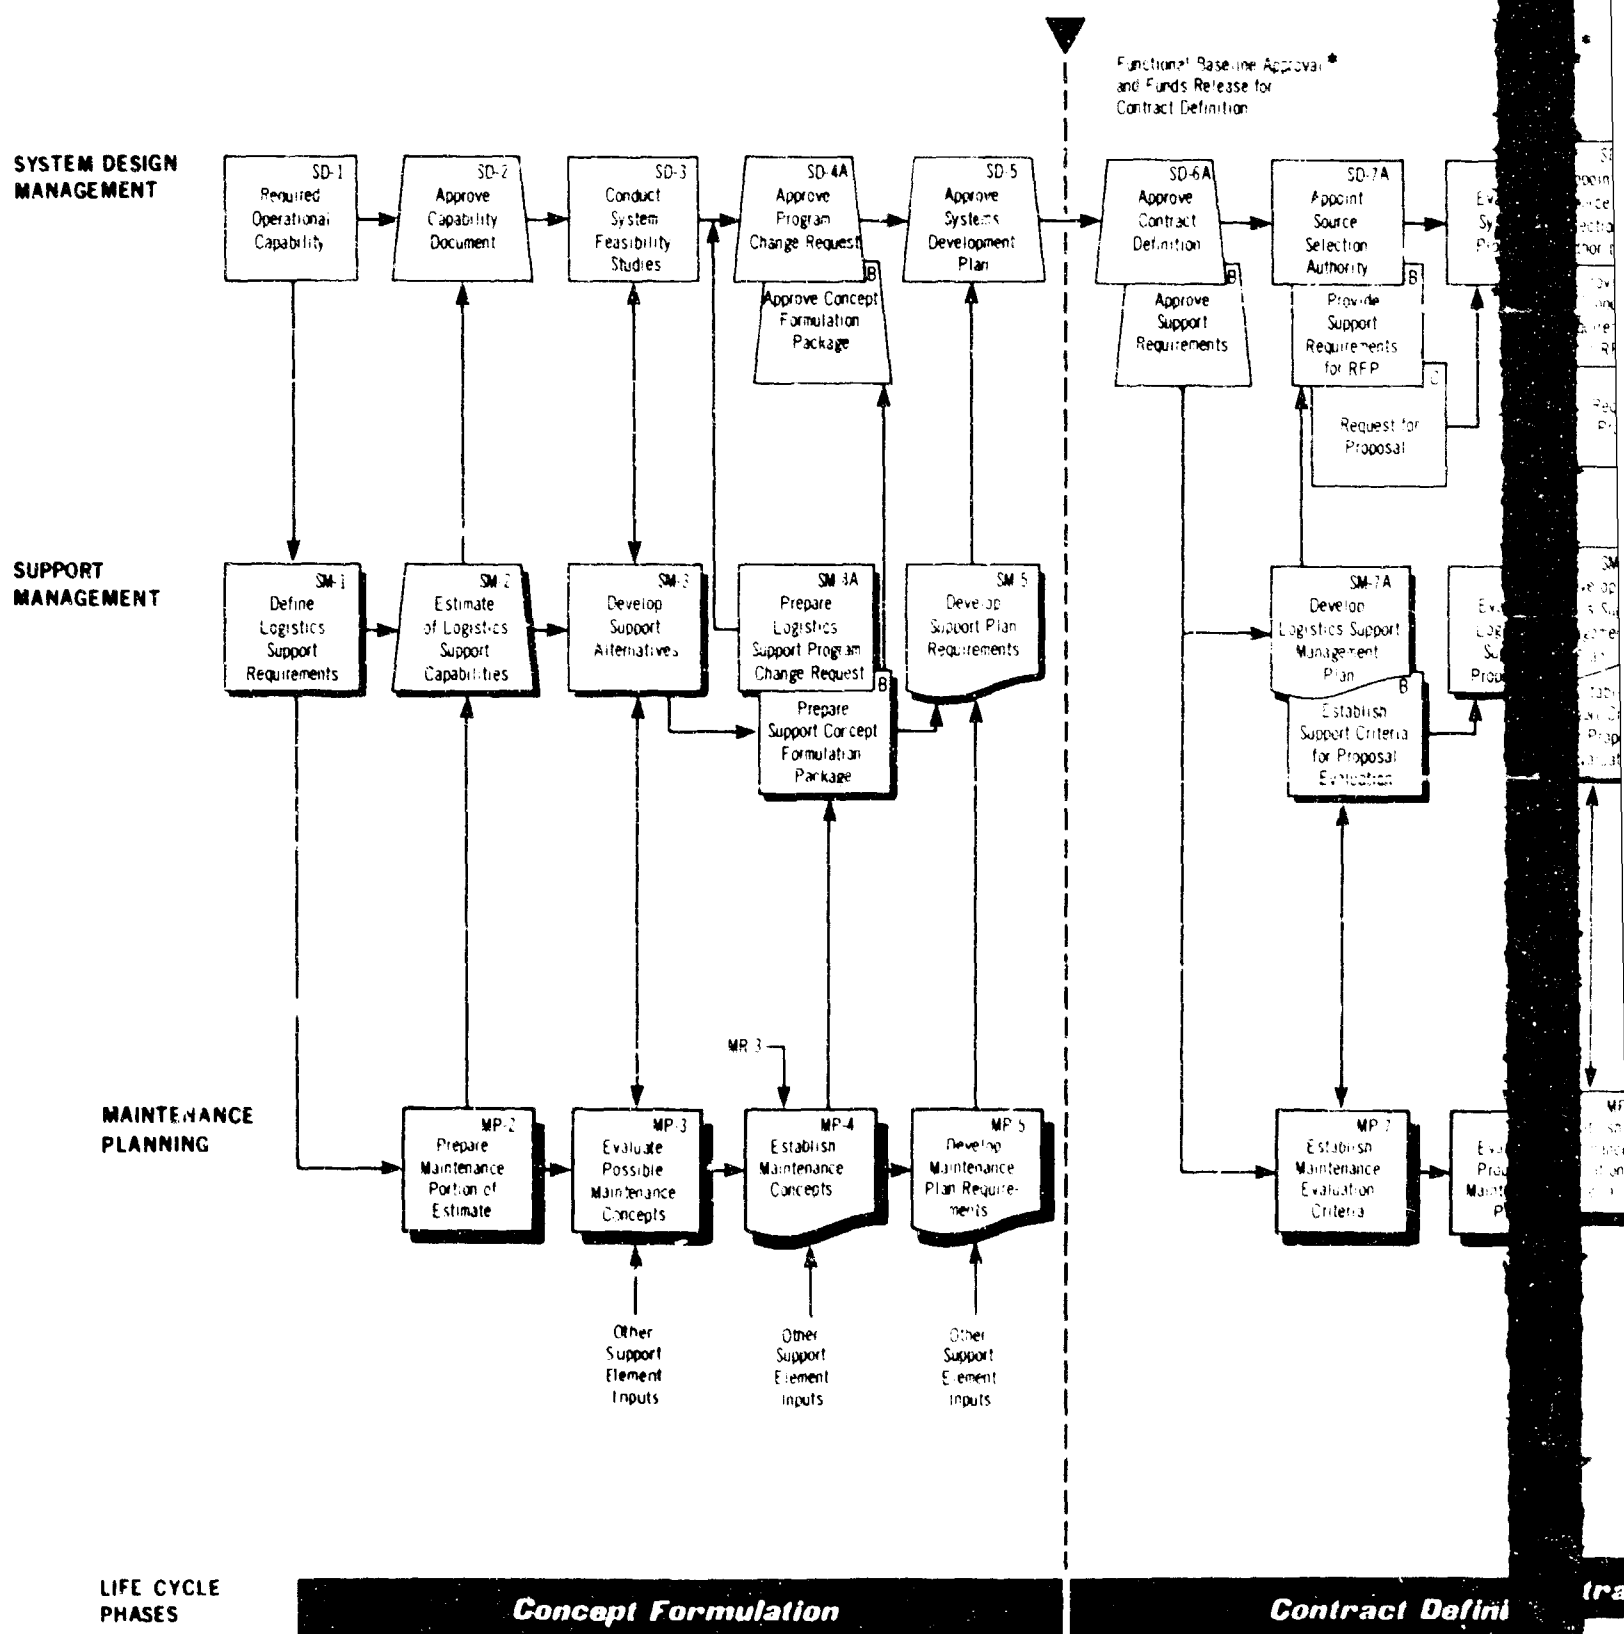 Functional Baseline Approval*
and Funds Release for
Contract Definition
*
SYSTEM DESIGN
MANAGEMENT
SD-1
Required
Operational
Capability
SD-2
Approve
Capability
Document
SD-3
Conduct
System
Feasibility
Studies
SD-4A
Approve
Program
Change Request
B
Approve Concept
Formulation
Package
SD-5
Approve
Systems
Development
Plan
SD-6A
Approve
Contract
Definition
B
Approve
Support
Requirements
SD-7A
Appoint
Source
Selection
Authority
B
Provide
Support
Requirements
for RFP
C
Request for
Proposal
SUPPORT
MANAGEMENT
SM-1
Define
Logistics
Support
Requirements
SM-2
Estimate
of Logistics
Support
Capabilities
SM-3
Develop
Support
Alternatives
Prepare
Logistics
Support Program
Change Request
B
Prepare
Support Concept
Formulation
Package
SM-5
Develop
Support Plan
Requirements
SM-7A
Develop
Logistics Support
Management
Plan
B
Establish
Support Criteria
for Proposal
Evaluation
MR-3
MAINTENANCE
PLANNING
MP-2
Prepare
Maintenance
Portion of
Estimate
MP-3
Evaluate
Possible
Maintenance
Concepts
MP-4
Establish
Maintenance
Concepts
MP-5
Develop
Maintenance
Plan Require-
ments
MP-7
Establish
Maintenance
Evaluation
Criteria
Other
Support
Element
Inputs
Other
Support
Element
Inputs
Other
Support
Element
Inputs
LIFE CYCLE
PHASES
Concept Formulation
Contract Defini